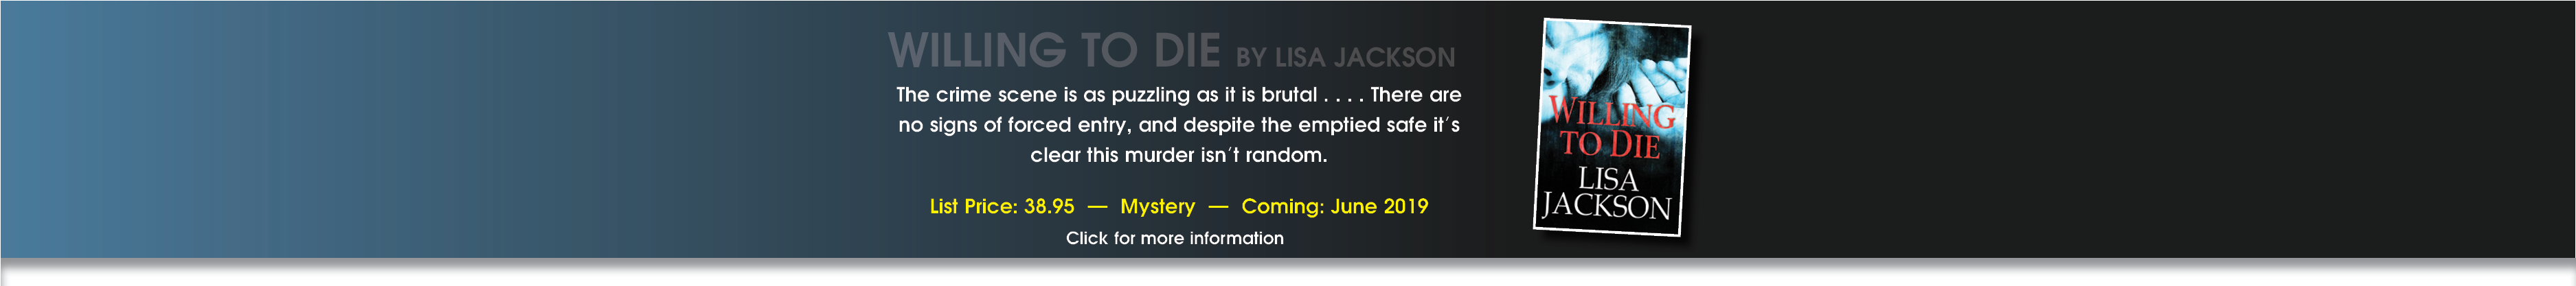 WILLING TO DIE BY LISA JACKSON
The crime scene is as puzzling as it is brutal . . . . There are
no signs of forced entry, and despite the emptied safe it's
clear this murder isn't random.
List Price: 38.95 — Mystery — Coming: June 2019
Click for more information
WILLING
TO DIE
LISA
JACKSON